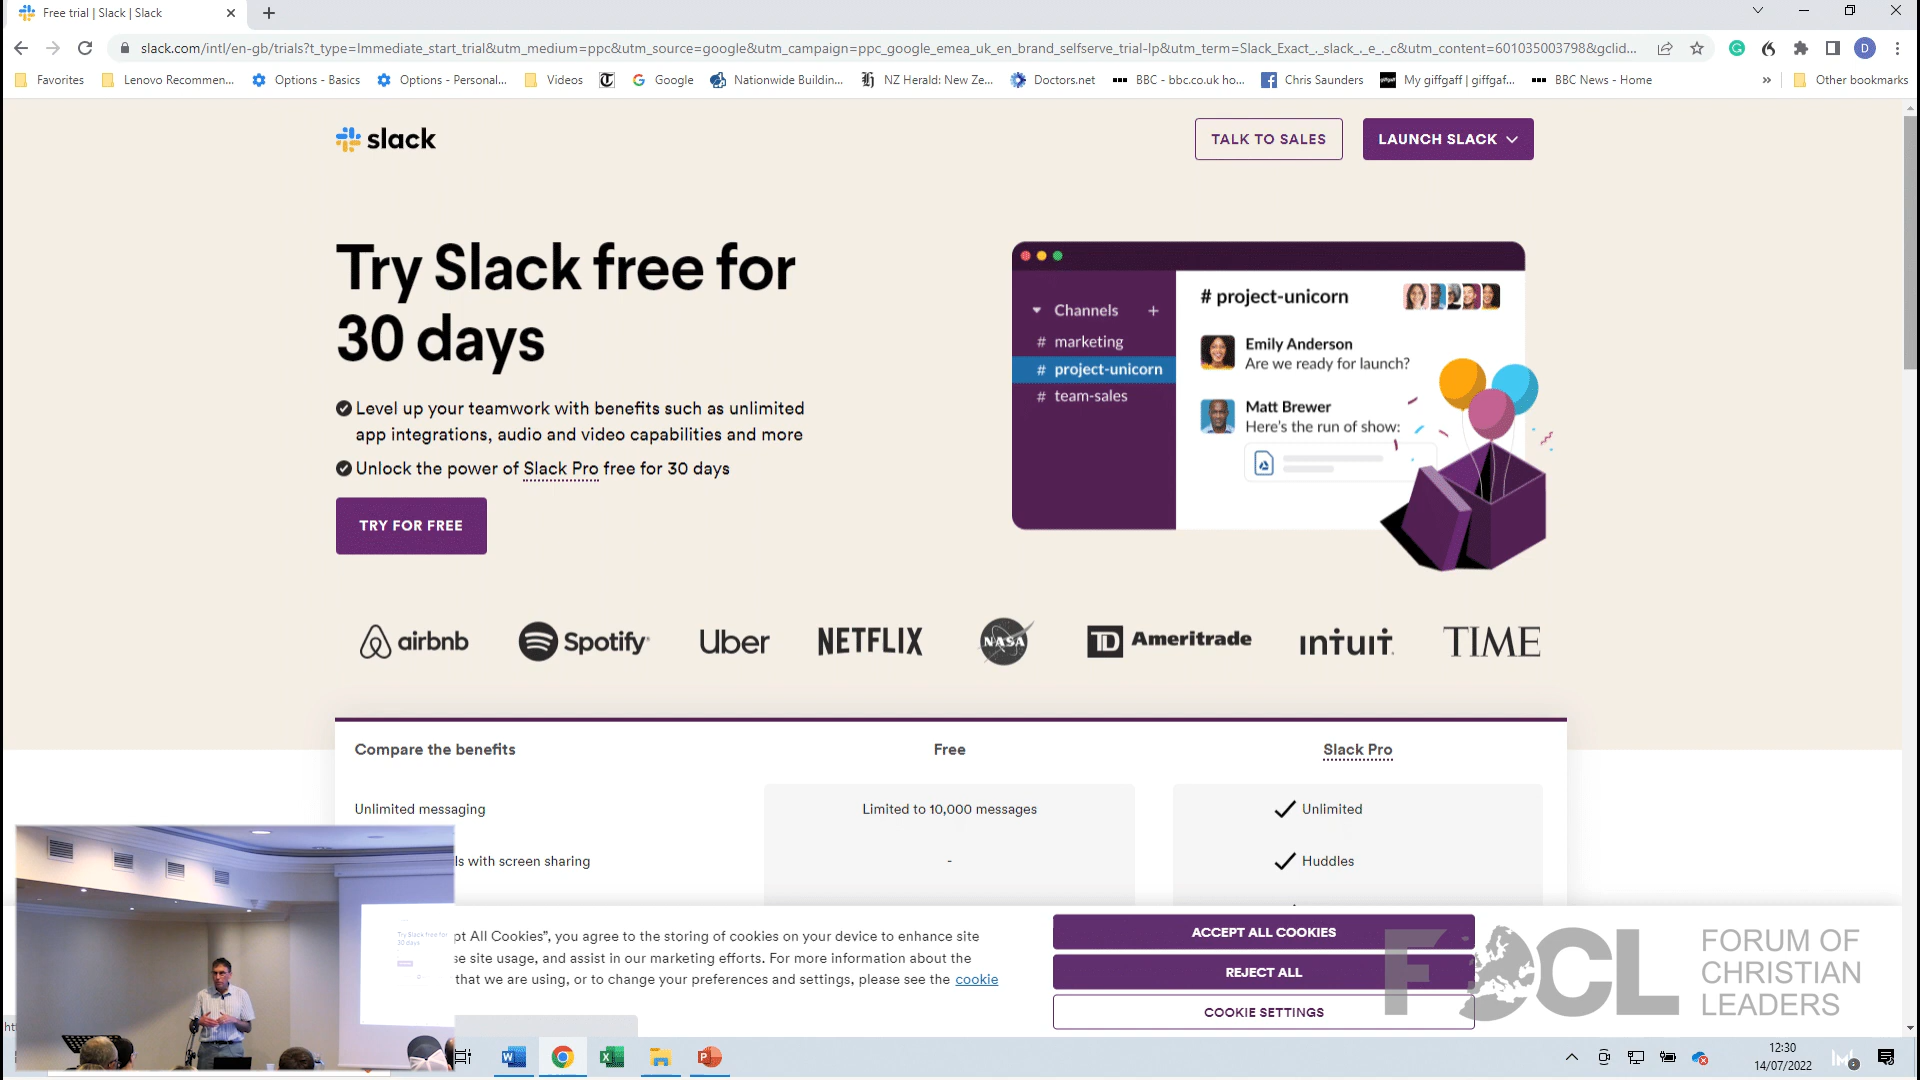 Free trial | Slack | Slack
slack.com/intl/en-gb/trials?t_type=Immediate_start_trial&utm_medium=ppc&utm_source=google&utm_campaign=ppc_google_emea_uk_en_brand_selfserve_trial-lp&utm_term=Slack_Exact_._slack_._e_._c&utm_content=601035003798&gclid...
D
Favorites Lenovo Recommen... Options - Basics Options - Personal... Videos Google Nationwide Buildin... NZ Herald: New Ze... Doctors.net BBC - bbc.co.uk ho... Chris Saunders My giffgaff | giffgaf... BBC News - Home » Other bookmarks
slack
TALK TO SALES
LAUNCH SLACK
Try Slack free for
30 days
Level up your teamwork with benefits such as unlimited
app integrations, audio and video capabilities and more
Unlock the power of Slack Pro free for 30 days
TRY FOR FREE
Channels +
# marketing
# project-unicorn
# team-sales
# project-unicorn
Emily Anderson
Are we ready for launch?
Matt Brewer
Here's the run of show:
airbnb Spotify Uber NETFLIX NASA TD Ameritrade intuit. TIME
Compare the benefits Free Slack Pro
Unlimited messaging Limited to 10,000 messages Unlimited
ls with screen sharing - Huddles
Try Slack free for
30 days
pt All Cookies”, you agree to the storing of cookies on your device to enhance site
se site usage, and assist in our marketing efforts. For more information about the
that we are using, or to change your preferences and settings, please see the cookie
ACCEPT ALL COOKIES
REJECT ALL
COOKIE SETTINGS
FOCL
FORUM OF
CHRISTIAN
LEADERS
12:30
14/07/2022